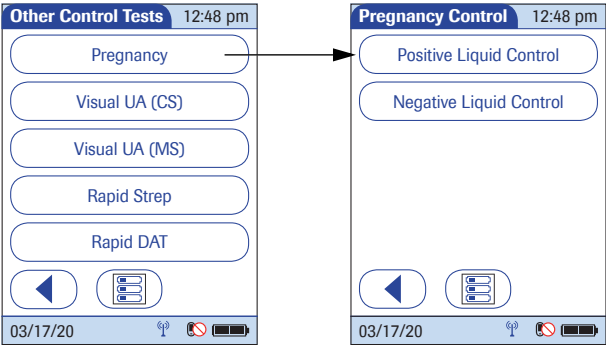 Other Control Tests 12:48 pm
Pregnancy
Visual UA (CS)
Visual UA (MS)
Rapid Strep
Rapid DAT
03/17/20
Pregnancy Control 12:48 pm
Positive Liquid Control
Negative Liquid Control
03/17/20